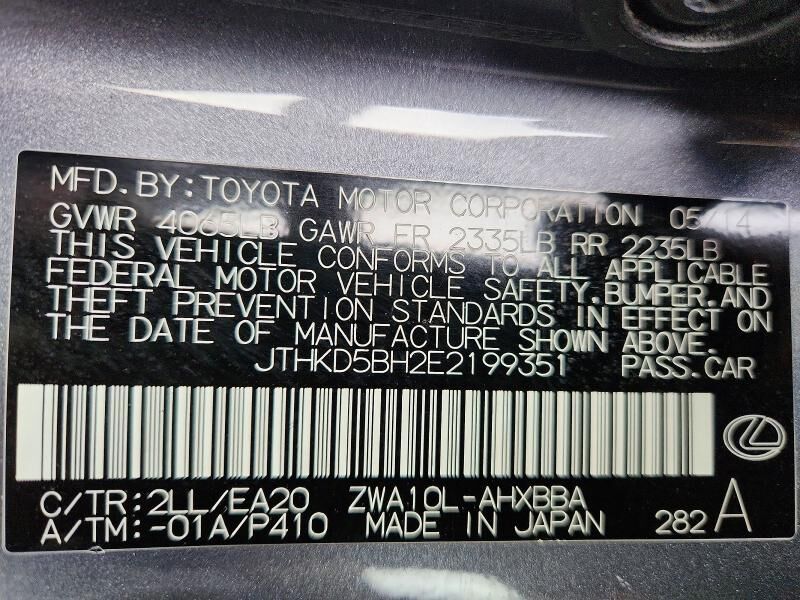 MFD.BY:TOYOTA MOTOR CORPORATION 05/14
GVWR 4065LB GAWR FR 2335LB RR 2235LB
THIS VEHICLE CONFORMS TO ALL APPLICABLE
FEDERAL MOTOR VEHICLE SAFETY,BUMPER,AND
THEFT PREVENTION STANDARDS IN EFFECT ON
THE DATE OF MANUFACTURE SHOWN ABOVE.
JTHKD5BH2E2199351 PASS.CAR
C/TR:2LL/EA20 ZWA10L-AHXBBA
A/TM:-01A/P410 MADE IN JAPAN 282 A